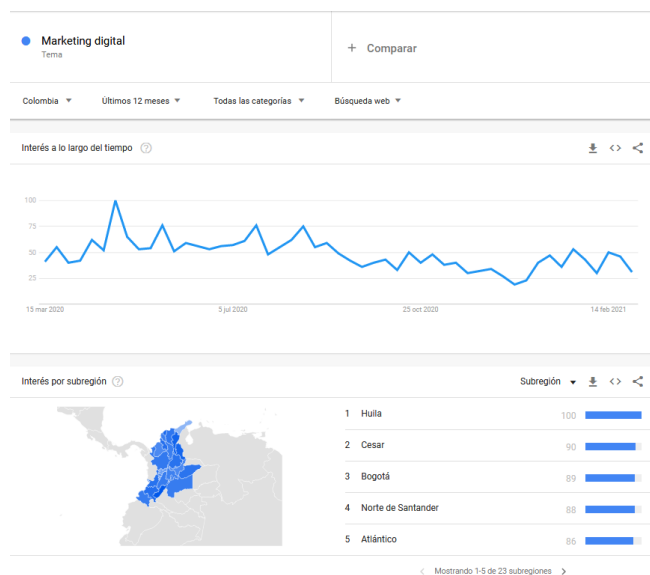 Marketing digital
Tema
+ Comparar
Colombia ▼ Últimos 12 meses ▼ Todas las categorías ▼ Búsqueda web ▼
Interés a lo largo del tiempo ?
100
75
50
25
15 mar 2020 5 jul 2020 25 oct 2020 14 feb 2021
Interés por subregión ? Subregión ▼ <>
1 Huila 100
2 Cesar 90
3 Bogotá 89
4 Norte de Santander 88
5 Atlántico 86
< Mostrando 1-5 de 23 subregiones >